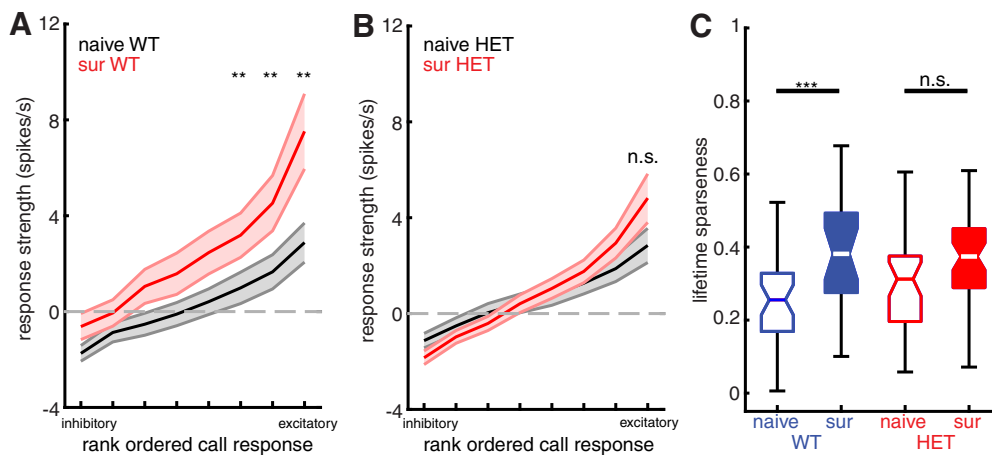 A
12
8
4
0
-4
response strength (spikes/s)
naive WT
sur WT
** ** **
inhibitory
excitatory
rank ordered call response
B
12
8
4
0
-4
response strength (spikes/s)
naive HET
sur HET
n.s.
inhibitory
excitatory
rank ordered call response
C
1
0.8
0.6
0.4
0.2
0
lifetime sparseness
***
n.s.
naive sur naive sur
WT HET